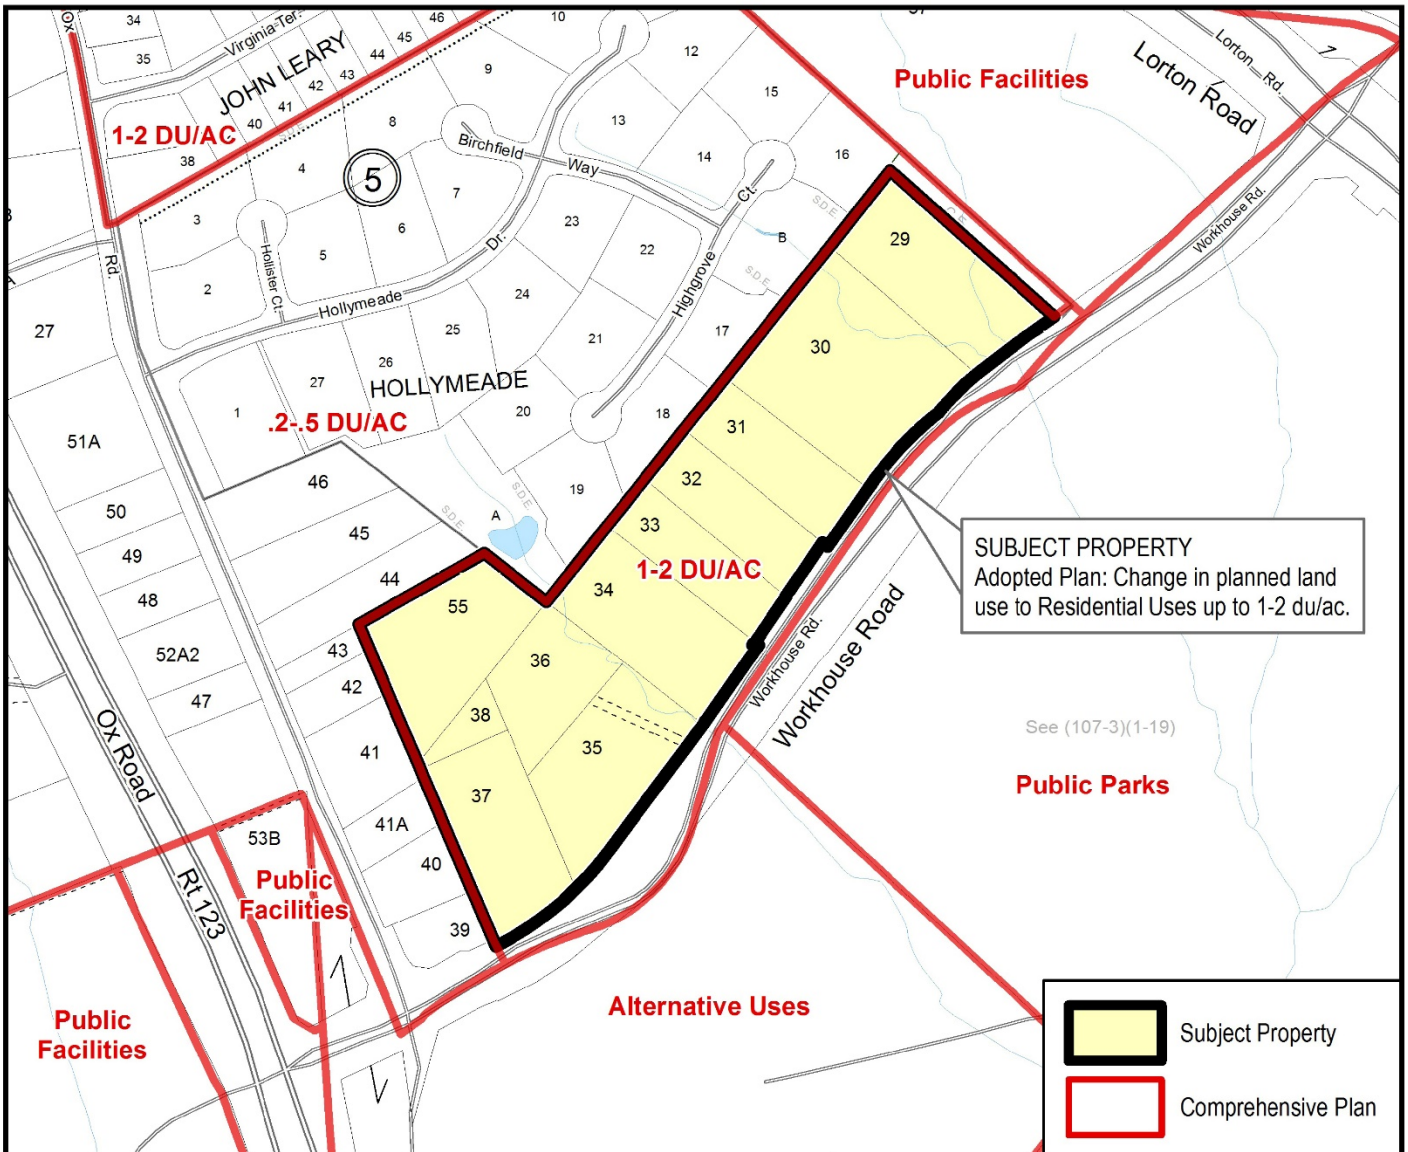 Ox
34
35
Virginia Ter.
JOHN LEARY
46
45
44
43
42
41
40
38
1-2 DU/AC
10
9
8
12
13
14
15
16
Public Facilities
Lorton Rd.
Lorton Road
1
Birchfield
Way
5
4
3
2
5
6
7
Hollister Ct.
Rd.
Hollymeade
Dr.
23
22
24
25
21
Highgrove
Ct.
S.D.E.
B
S.D.E.
17
29
30
Workhouse Rd.
27
1
27
26
HOLLYMEADE
.2-.5 DU/AC
20
18
19
31
32
33
51A
50
49
48
52A2
47
46
45
44
43
42
41
41A
40
39
S.D.E.
S.D.E.
A
55
34
1-2 DU/AC
36
38
35
37
SUBJECT PROPERTY
Adopted Plan: Change in planned land
use to Residential Uses up to 1-2 du/ac.
Workhouse Rd.
Workhouse Road
See (107-3)(1-19)
Public Parks
Ox Road
Rt 123
53B
Public
Facilities
Public
Facilities
Alternative Uses
Subject Property
Comprehensive Plan